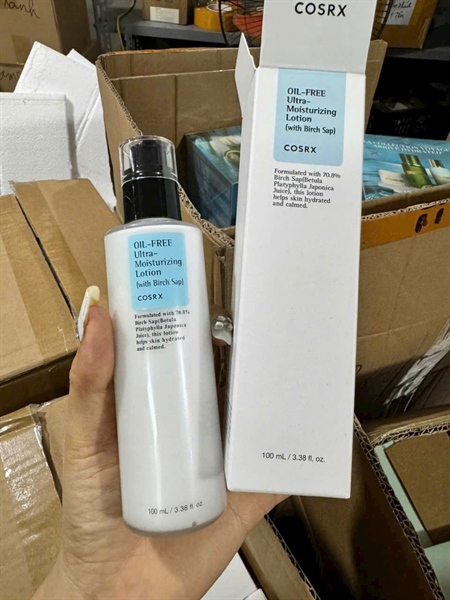 COSRX
OIL-FREE
Ultra-
Moisturizing
Lotion
(with Birch Sap)
COSRX
Formulated with 70.8%
Birch Sap(Betula
Platyphylla Japonica
Juice), this lotion
helps skin hydrated
and calmed.
100 mL / 3.38 fl. oz.
OIL-FREE
Ultra-
Moisturizing
Lotion
(with Birch Sap)
COSRX
Formulated with 70.8%
Birch Sap(Betula
Platyphylla Japonica
Juice), this lotion
helps skin hydrated
and calmed.
100 mL / 3.38 fl. oz.